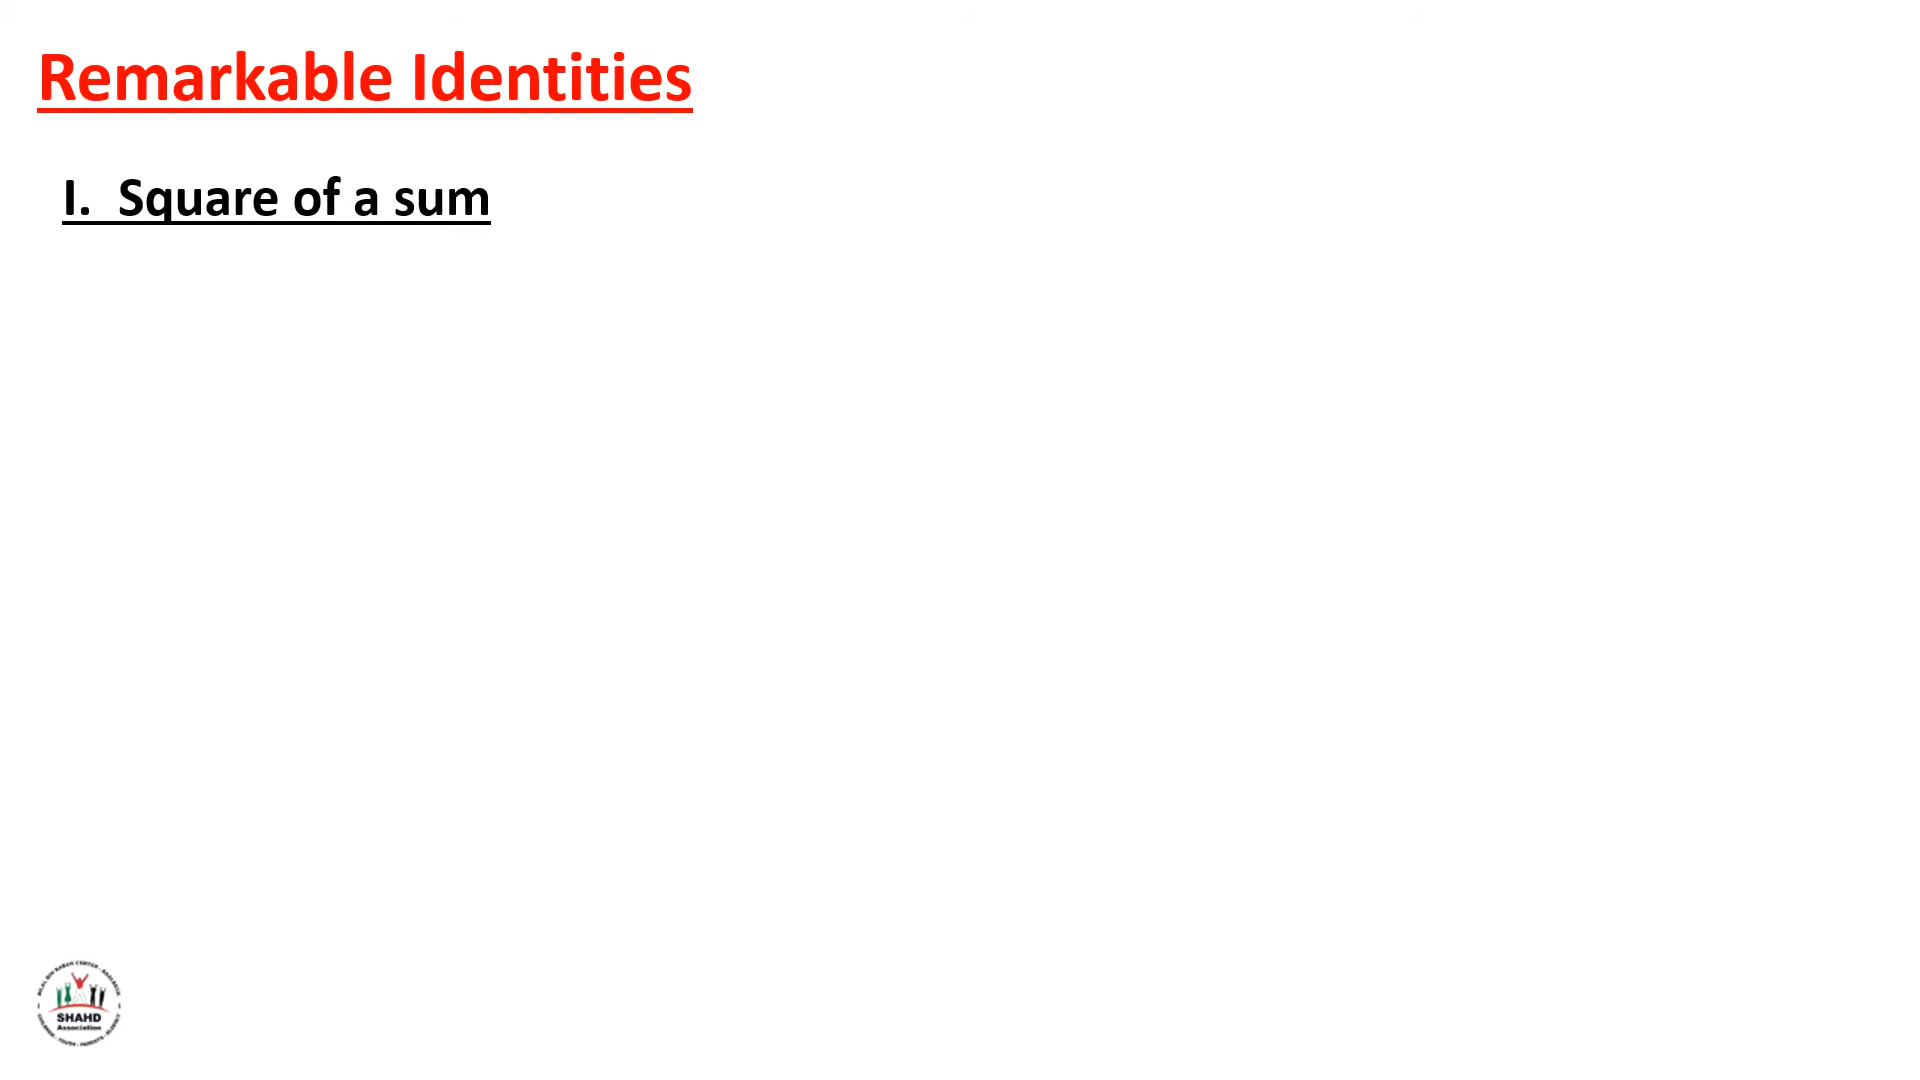 Remarkable Identities
I. Square of a sum
SHAHD
Association